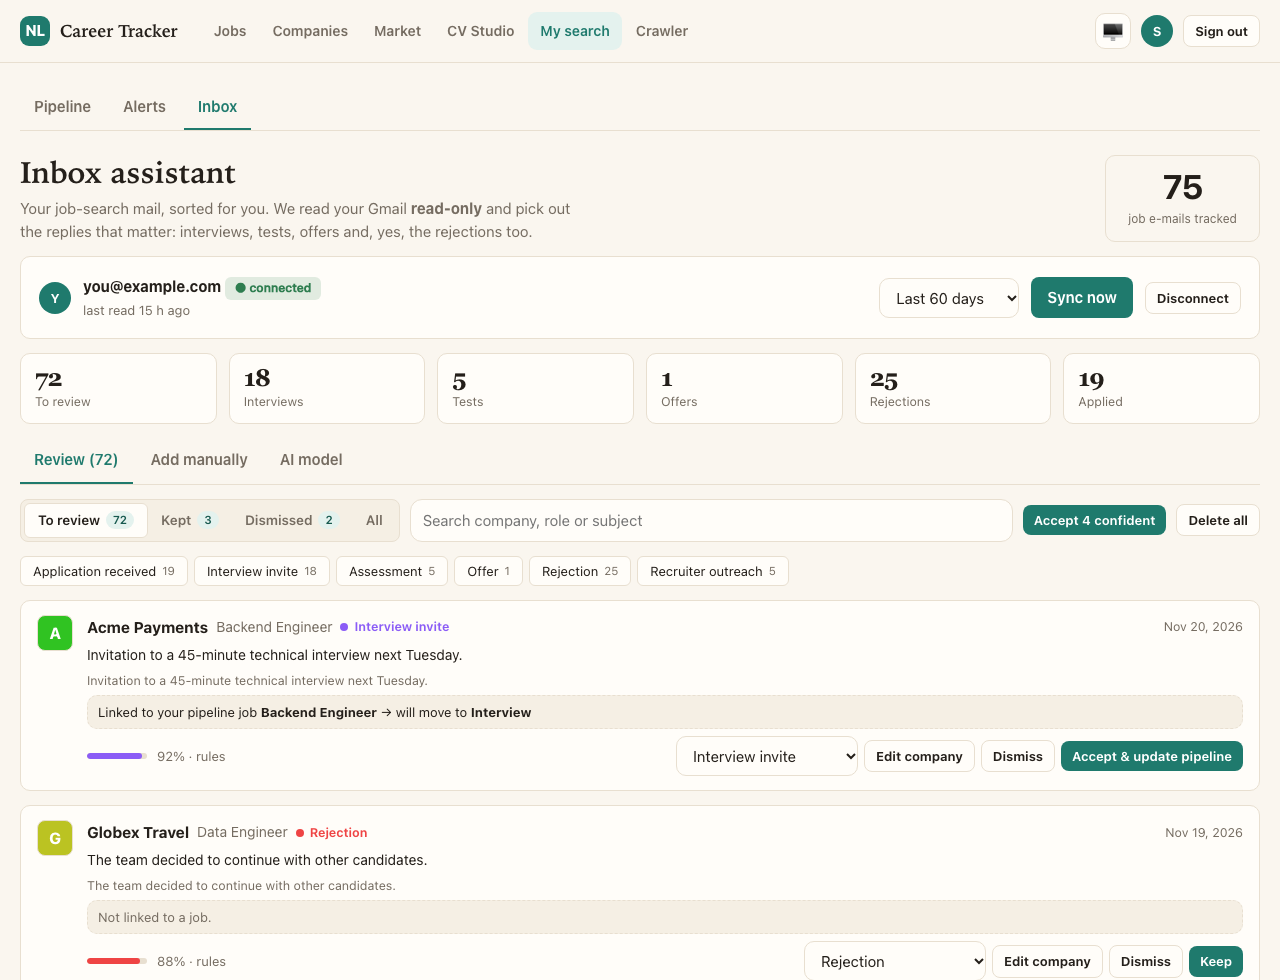 NL Career Tracker Jobs Companies Market CV Studio My search Crawler S Sign out
Pipeline Alerts Inbox
Inbox assistant
Your job-search mail, sorted for you. We read your Gmail read-only and pick out
the replies that matter: interviews, tests, offers and, yes, the rejections too.
75
job e-mails tracked
Y you@example.com connected
last read 15 h ago
Last 60 days Sync now Disconnect
72 18 5 1 25 19
To review Interviews Tests Offers Rejections Applied
Review (72) Add manually AI model
To review 72 Kept 3 Dismissed 2 All Search company, role or subject Accept 4 confident Delete all
Application received 19 Interview invite 18 Assessment 5 Offer 1 Rejection 25 Recruiter outreach 5
A Acme Payments Backend Engineer Interview invite Nov 20, 2026
Invitation to a 45-minute technical interview next Tuesday.
Invitation to a 45-minute technical interview next Tuesday.
Linked to your pipeline job Backend Engineer → will move to Interview
92% · rules Interview invite Edit company Dismiss Accept & update pipeline
G Globex Travel Data Engineer Rejection Nov 19, 2026
The team decided to continue with other candidates.
The team decided to continue with other candidates.
Not linked to a job.
88% · rules Rejection Edit company Dismiss Keep